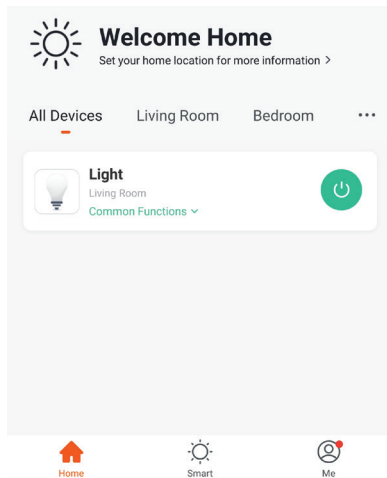 Welcome Home
Set your home location for more information >
All Devices Living Room Bedroom ...
Light
Living Room
Common Functions
Home Smart Me